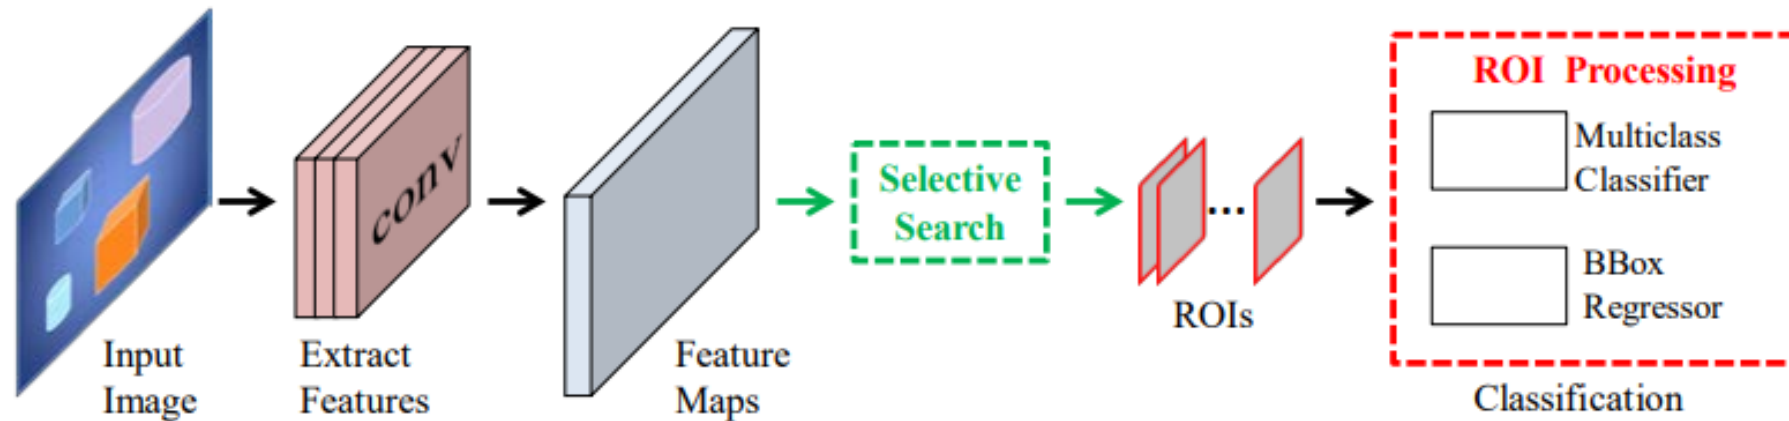 Input
Image
conv
Extract
Features
Feature
Maps
Selective
Search
...
ROIs
ROI Processing
Multiclass
Classifier
BBox
Regressor
Classification